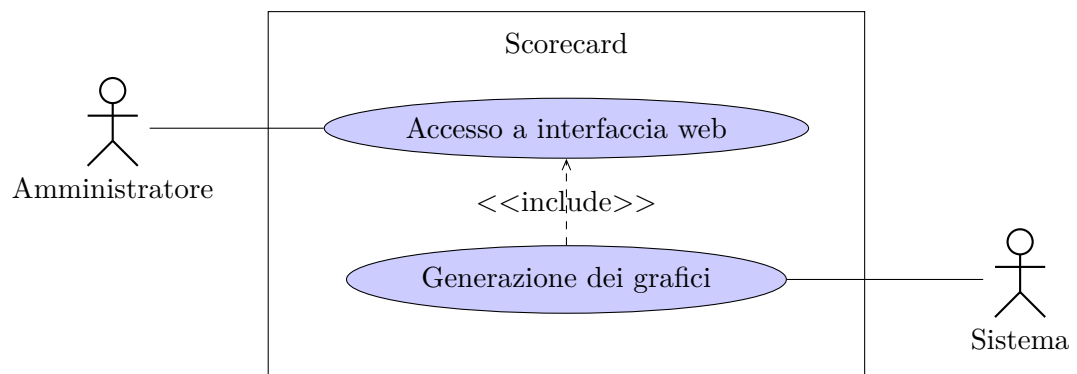 Scorecard
Accesso a interfaccia web
Amministratore
<<include>>
Generazione dei grafici
Sistema